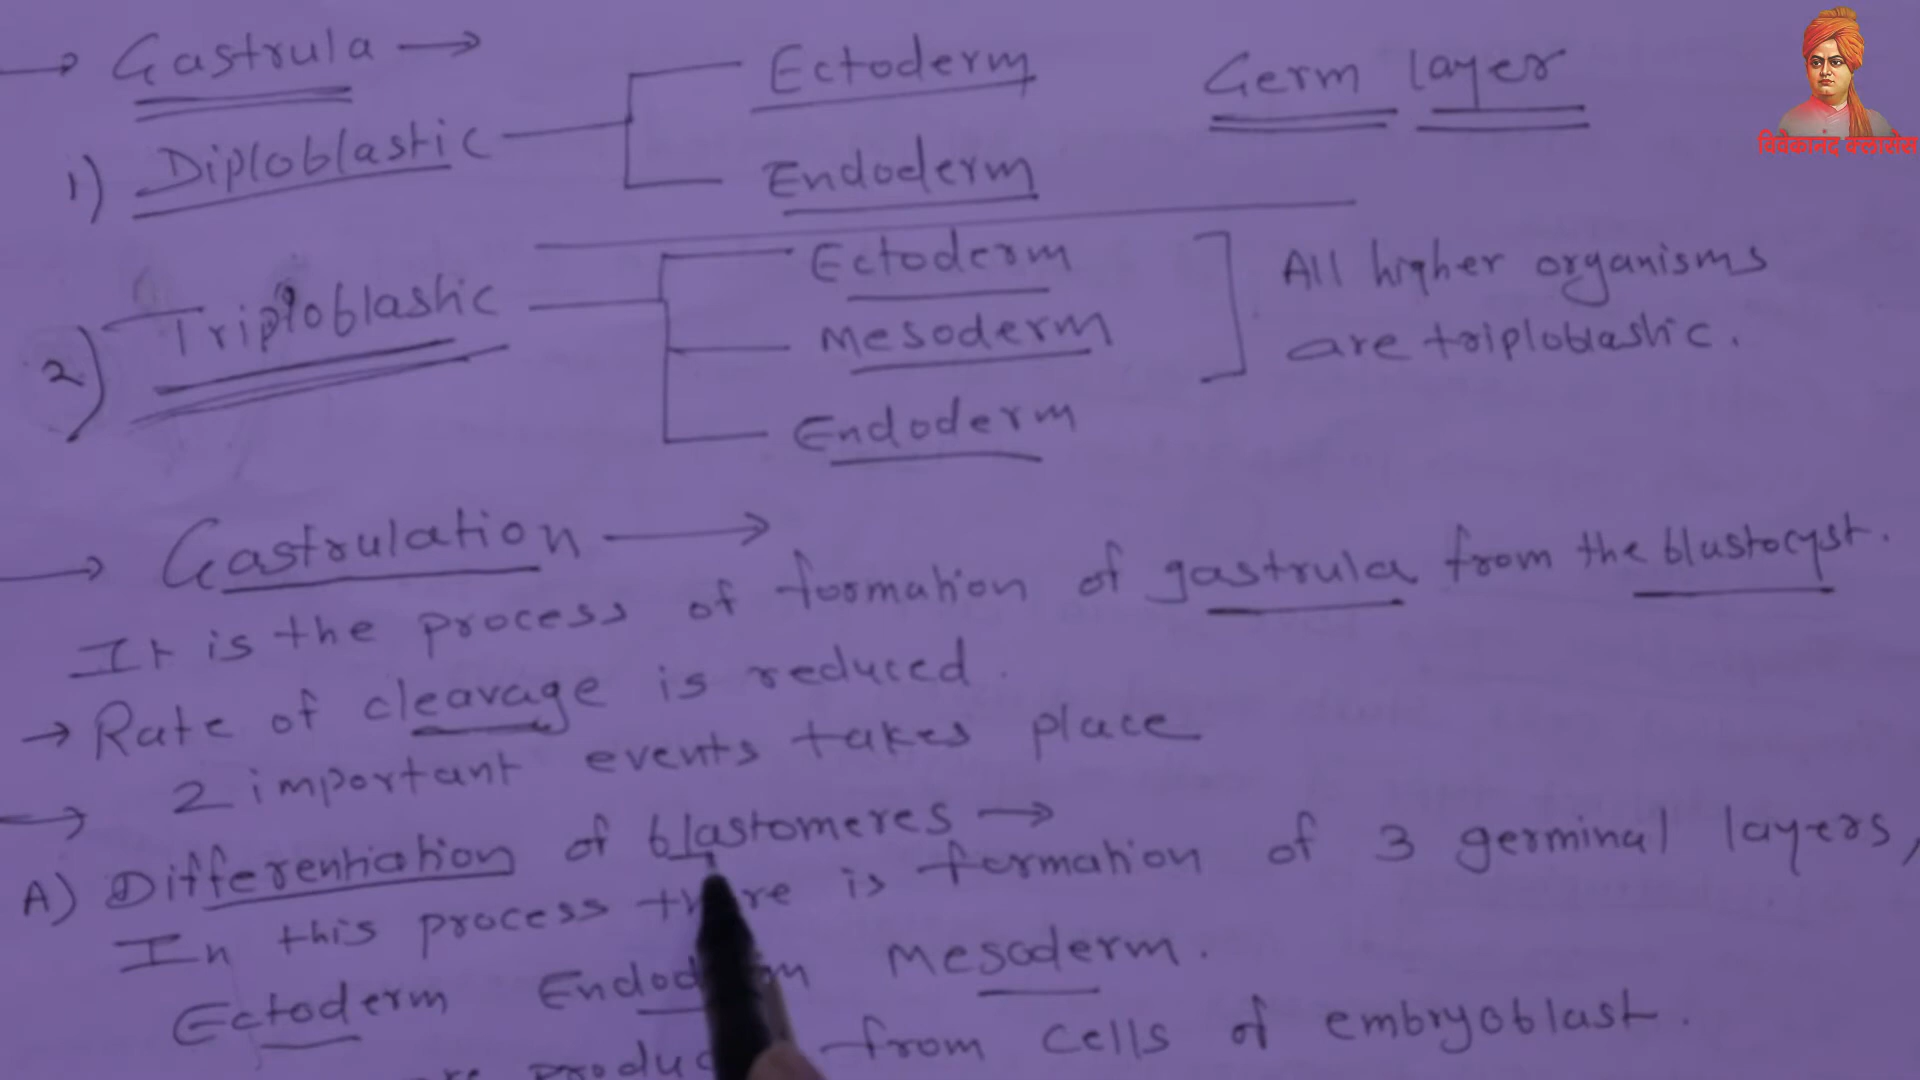 → Gastrula →
Germ layer
1) Diploblastic
Ectoderm
Endoderm
2) Triploblastic
Ectoderm
Mesoderm
Endoderm
All higher organisms
are triploblastic.
→ Gastrulation →
It is the process of formation of gastrula from the blastocyst.
→ Rate of cleavage is reduced.
→ 2 important events takes place
A) Differentiation of blastomeres →
In this process there is formation of 3 germinal layers,
Ectoderm Endoderm Mesoderm.
from cells of embryoblast.
विवेकानंद क्लासेस